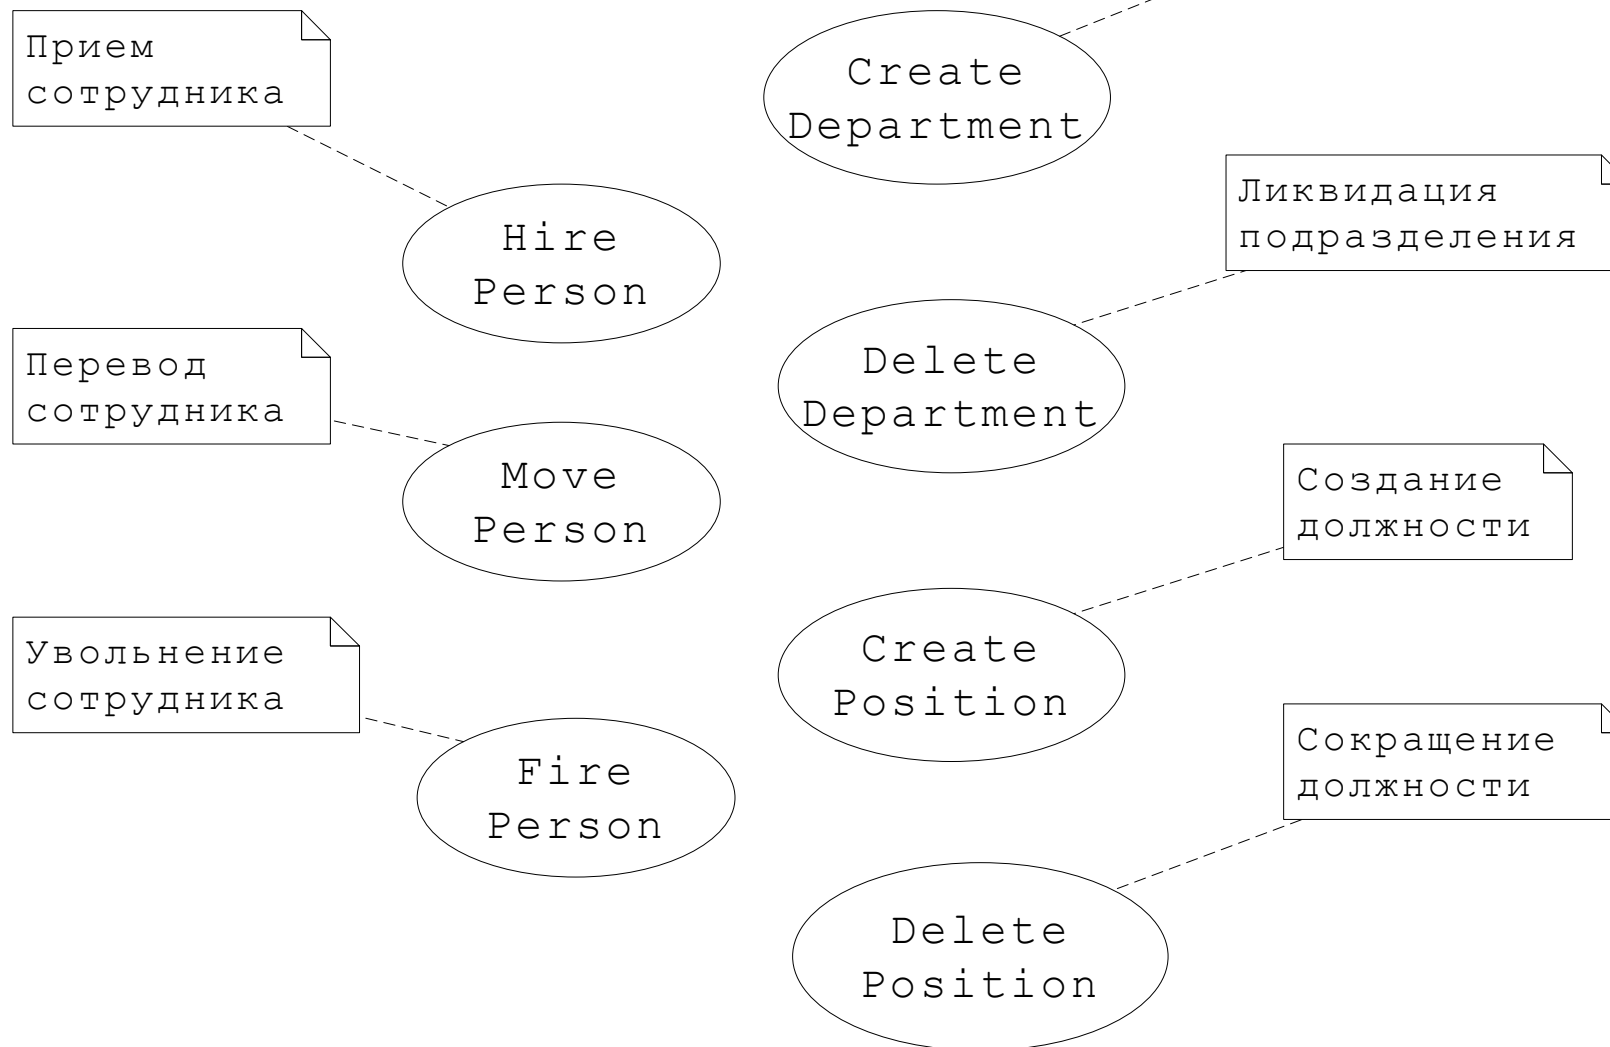 Прием
сотрудника
Hire
Person
Перевод
сотрудника
Move
Person
Увольнение
сотрудника
Fire
Person
Create
Department
Ликвидация
подразделения
Delete
Department
Создание
должности
Create
Position
Сокращение
должности
Delete
Position